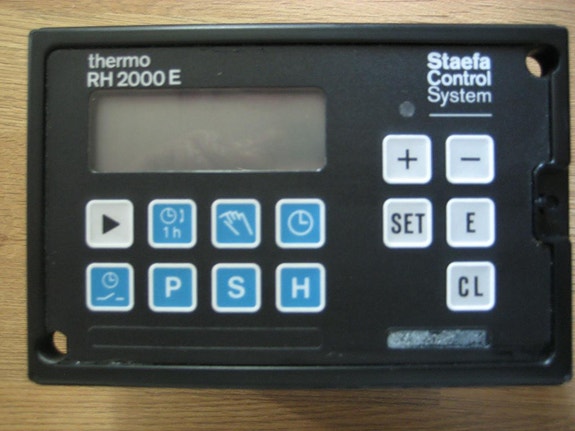 thermo
RH 2000 E
Staefa
Control
System
+ −
1h
SET E
P S H
CL